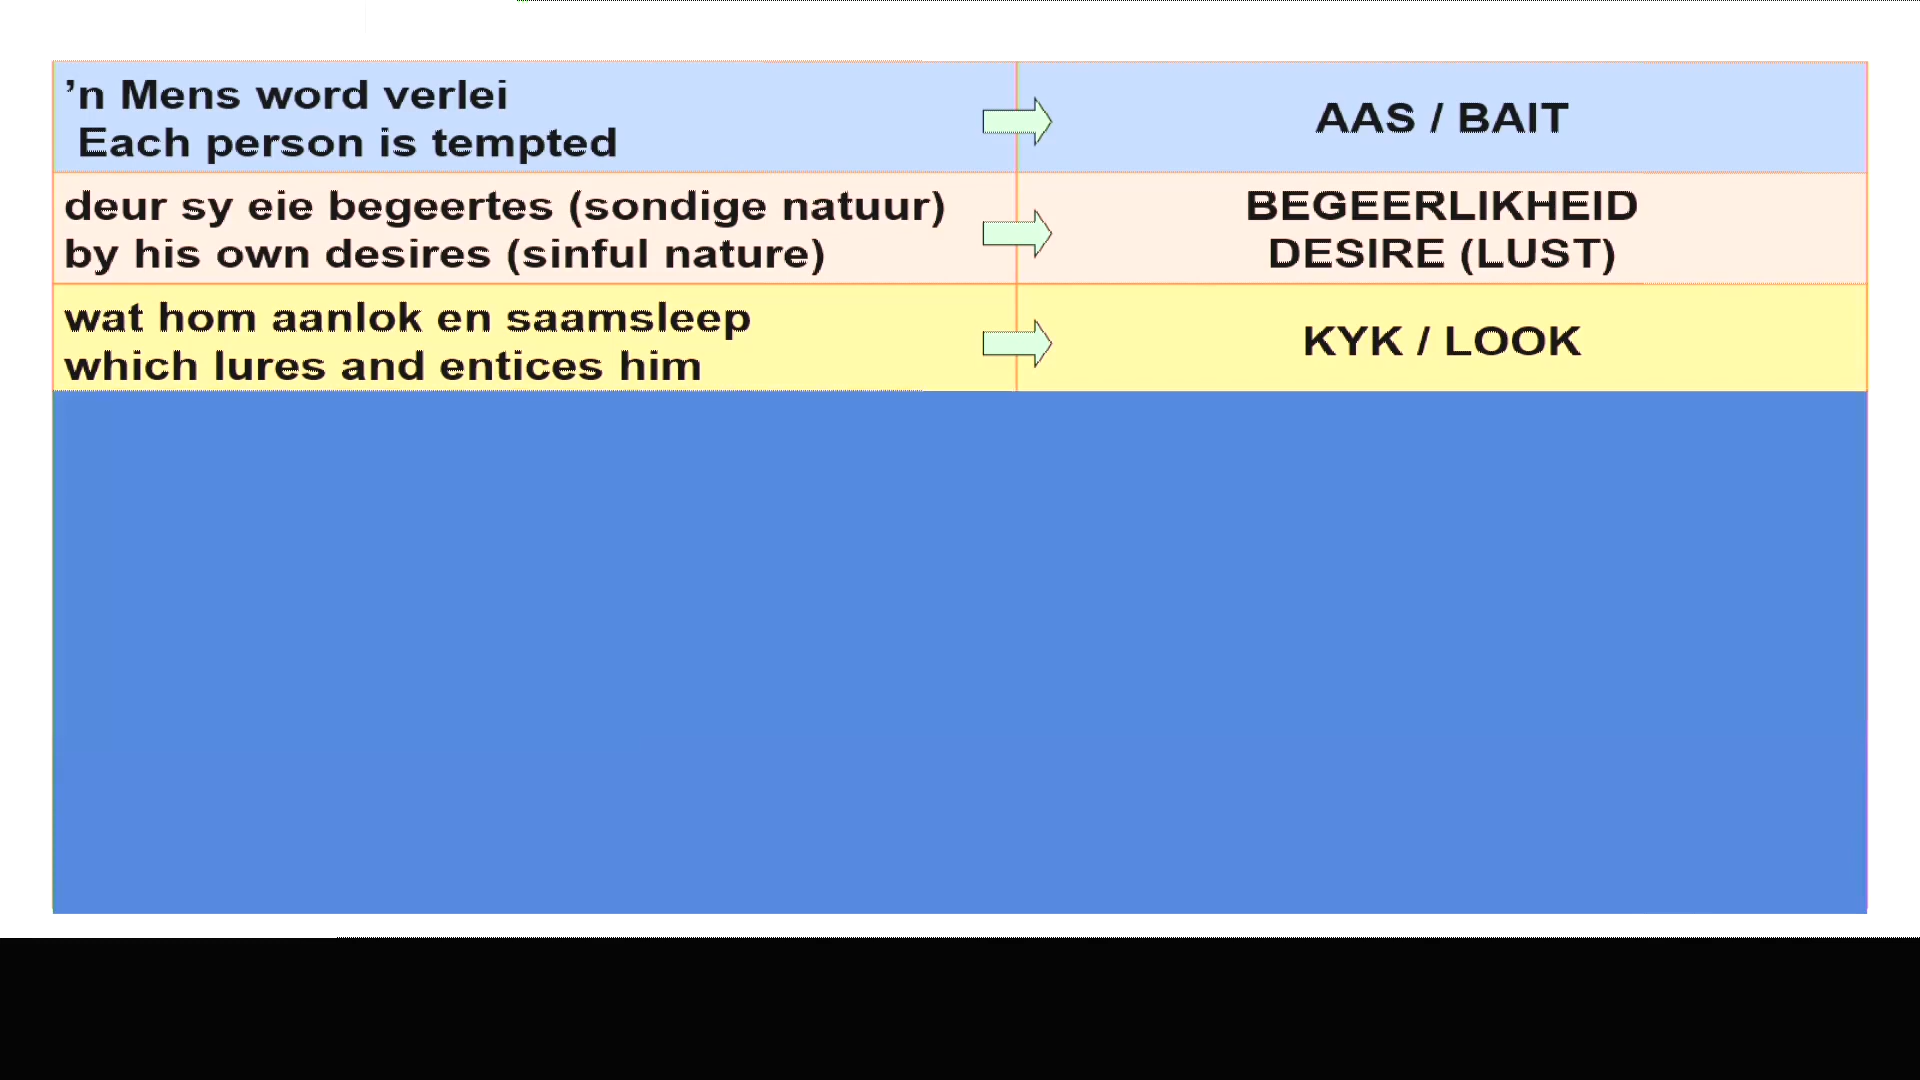 ’n Mens word verlei
Each person is tempted
AAS / BAIT
deur sy eie begeertes (sondige natuur)
by his own desires (sinful nature)
BEGEERLIKHEID
DESIRE (LUST)
wat hom aanlok en saamsleep
which lures and entices him
KYK / LOOK